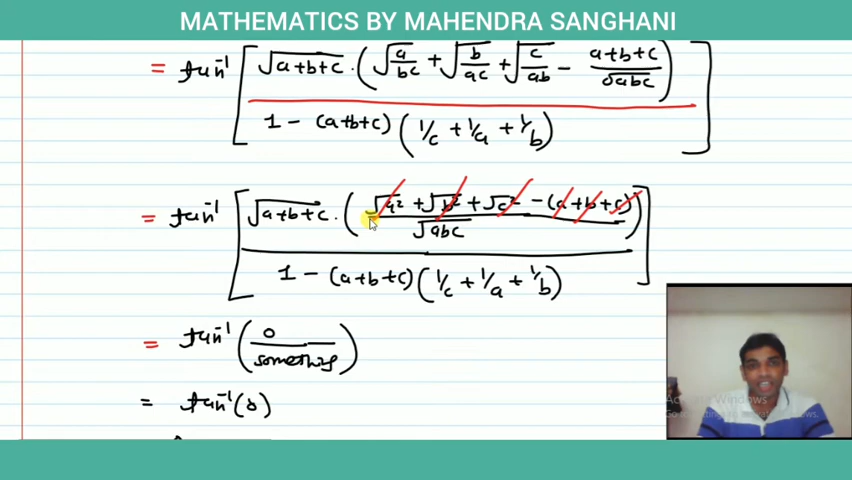 MATHEMATICS BY MAHENDRA SANGHANI
= tan⁻¹ [ √a+b+c · ( √a/bc + √b/ac + √c/ab − a+b+c/√abc ) / 1 − (a+b+c) ( 1/c + 1/a + 1/b ) ]
= tan⁻¹ [ √a+b+c · ( √a² + √b² + √c² − (a+b+c) / √abc ) / 1 − (a+b+c) ( 1/c + 1/a + 1/b ) ]
= tan⁻¹ ( 0 / something )
= tan⁻¹(0)